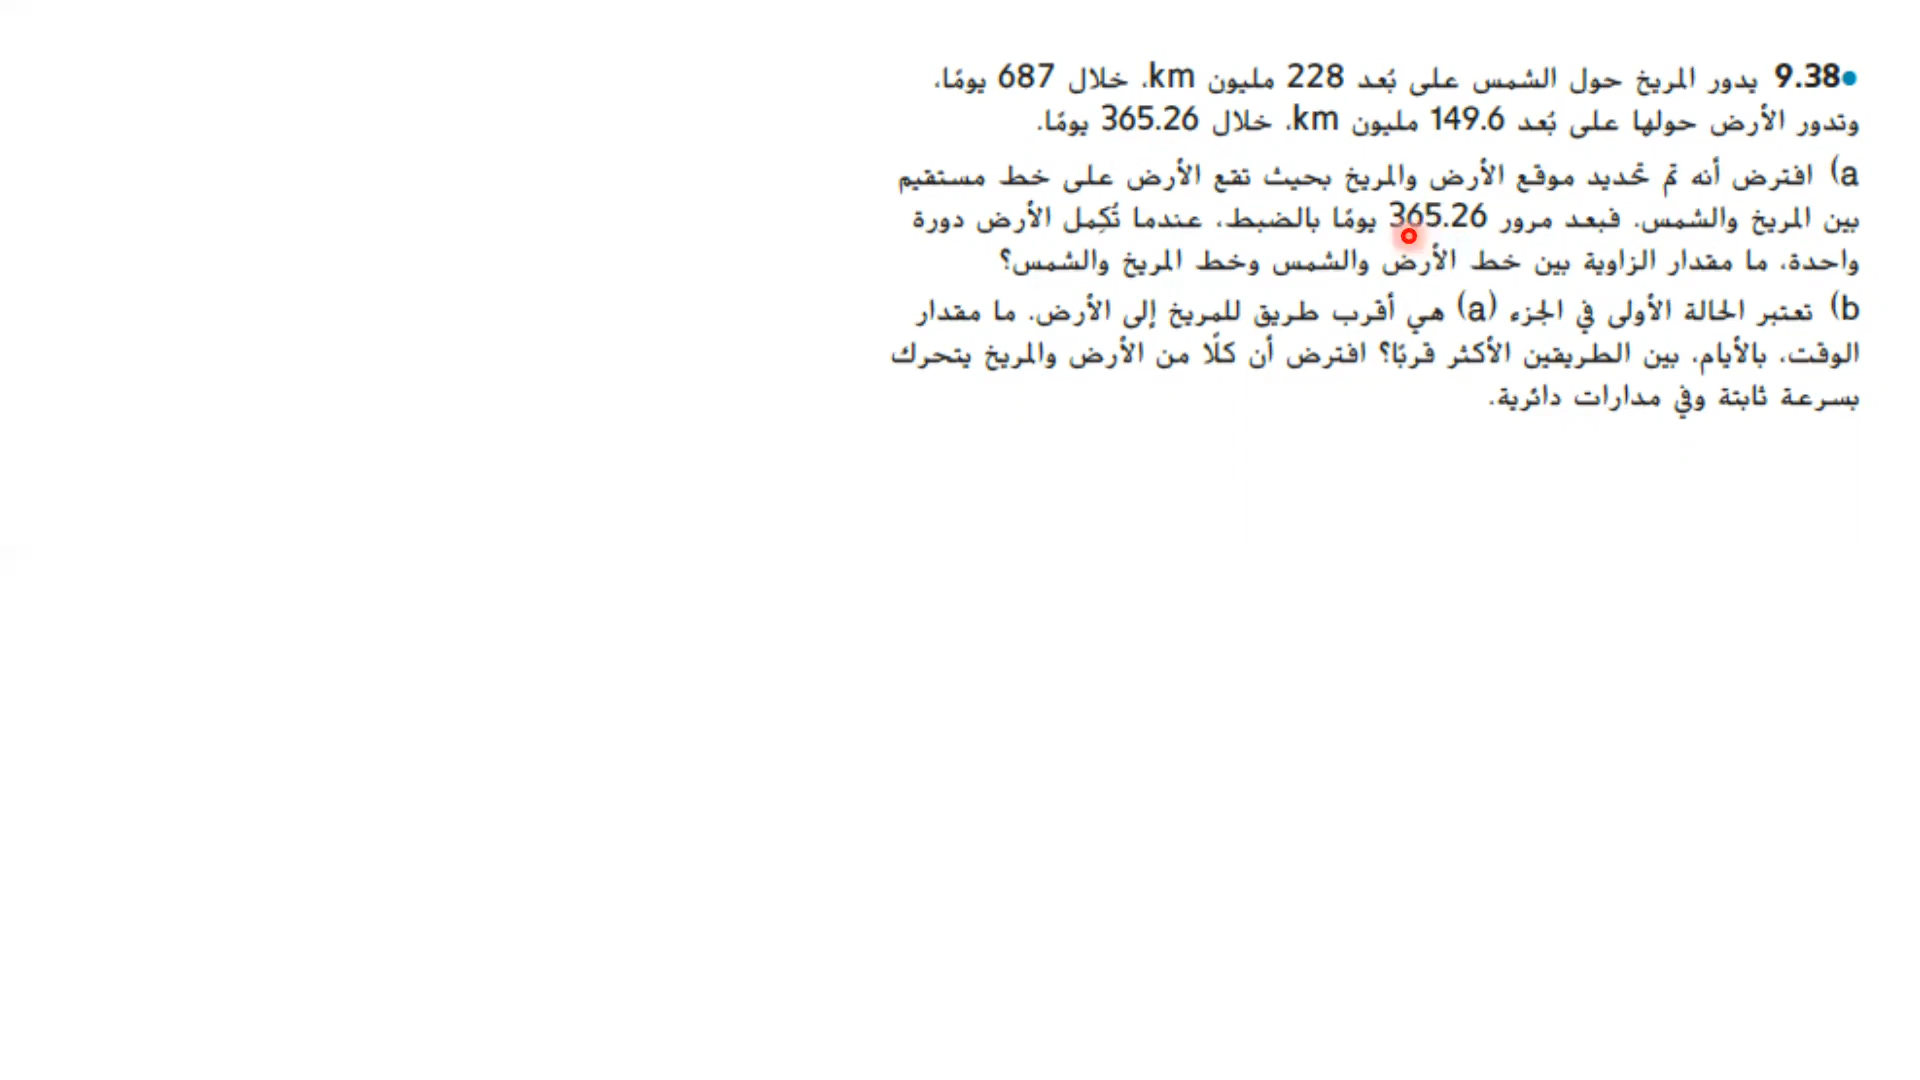 •9.38 يدور المريخ حول الشمس على بُعد 228 مليون km، خلال 687 يومًا،
وتدور الأرض حولها على بُعد 149.6 مليون km، خلال 365.26 يومًا.
a) افترض أنه تم تحديد موقع الأرض والمريخ بحيث تقع الأرض على خط مستقيم
بين المريخ والشمس. فبعد مرور 365.26 يومًا بالضبط، عندما تُكمِل الأرض دورة
واحدة، ما مقدار الزاوية بين خط الأرض والشمس وخط المريخ والشمس؟
b) تعتبر الحالة الأولى في الجزء (a) هي أقرب طريق للمريخ إلى الأرض. ما مقدار
الوقت، بالأيام، بين الطريقين الأكثر قربًا؟ افترض أن كلًا من الأرض والمريخ يتحرك
بسرعة ثابتة وفي مدارات دائرية.